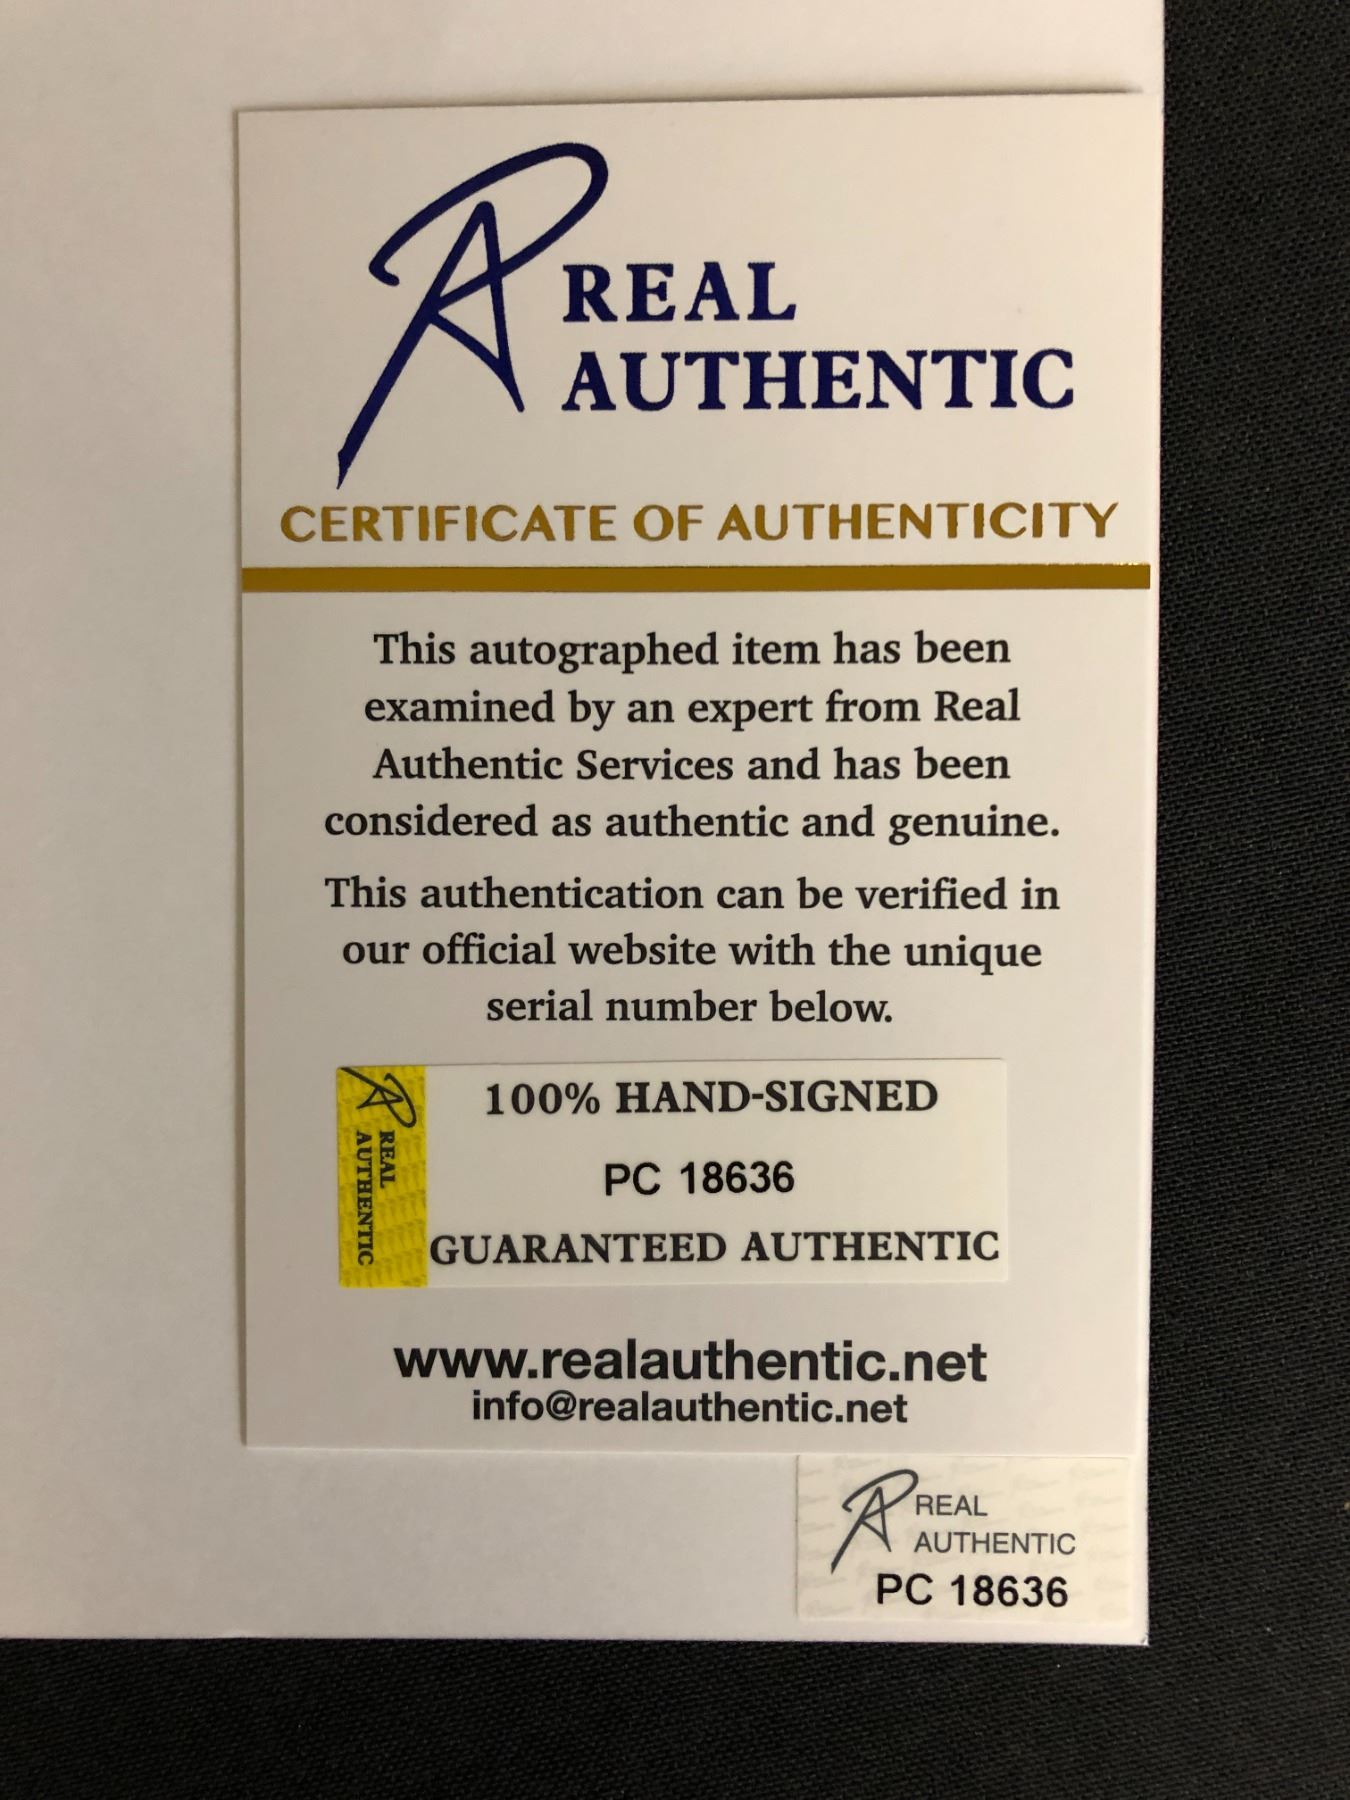 REAL
AUTHENTIC
CERTIFICATE OF AUTHENTICITY
This autographed item has been
examined by an expert from Real
Authentic Services and has been
considered as authentic and genuine.
This authentication can be verified in
our official website with the unique
serial number below.
REAL
AUTHENTIC
100% HAND-SIGNED
PC 18636
GUARANTEED AUTHENTIC
www.realauthentic.net
info@realauthentic.net
REAL
AUTHENTIC
PC 18636